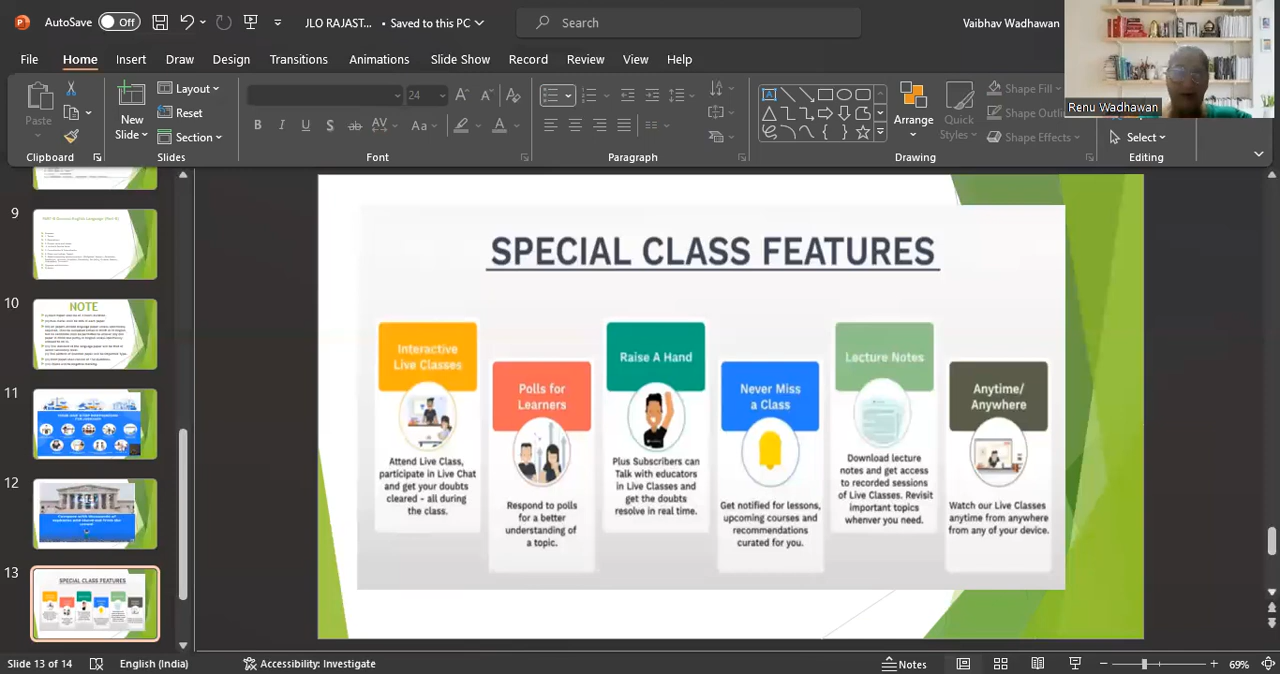 AutoSave Off JLO RAJAST... • Saved to this PC Search Vaibhav Wadhawan
File Home Insert Draw Design Transitions Animations Slide Show Record Review View Help
Renu Wadhawan
Paste
New
Slide
Layout
Reset
Section
24
Arrange
Quick
Styles
Shape Fill
Shape Outli
Shape Effects
Select
Clipboard Slides Font Paragraph Drawing Editing
9
10
NOTE
11
12
13
SPECIAL CLASS FEATURES
SPECIAL CLASS FEATURES
Interactive
Live Classes
Attend Live Class,
participate in Live Chat
and get your doubts
cleared - all during
the class.
Polls for
Learners
Respond to polls
for a better
understanding of
a topic.
Raise A Hand
Plus Subscribers can
Talk with educators
in Live Classes and
get the doubts
resolve in real time.
Never Miss
a Class
Get notified for lessons,
upcoming courses and
recommendations
curated for you.
Lecture Notes
Download lecture
notes and get access
to recorded sessions
of Live Classes. Revisit
important topics
whenver you need.
Anytime/
Anywhere
Watch our Live Classes
anytime from anywhere
from any of your device.
Slide 13 of 14 English (India) Accessibility: Investigate Notes 69%